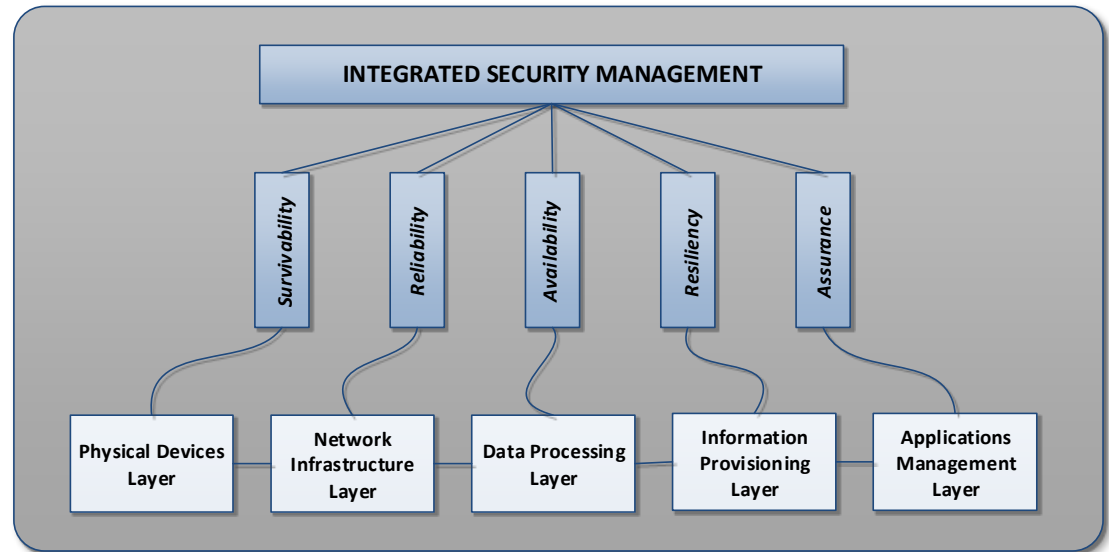 INTEGRATED SECURITY MANAGEMENT
Survivability
Reliability
Availability
Resiliency
Assurance
Physical Devices
Layer
Network
Infrastructure
Layer
Data Processing
Layer
Information
Provisioning
Layer
Applications
Management
Layer